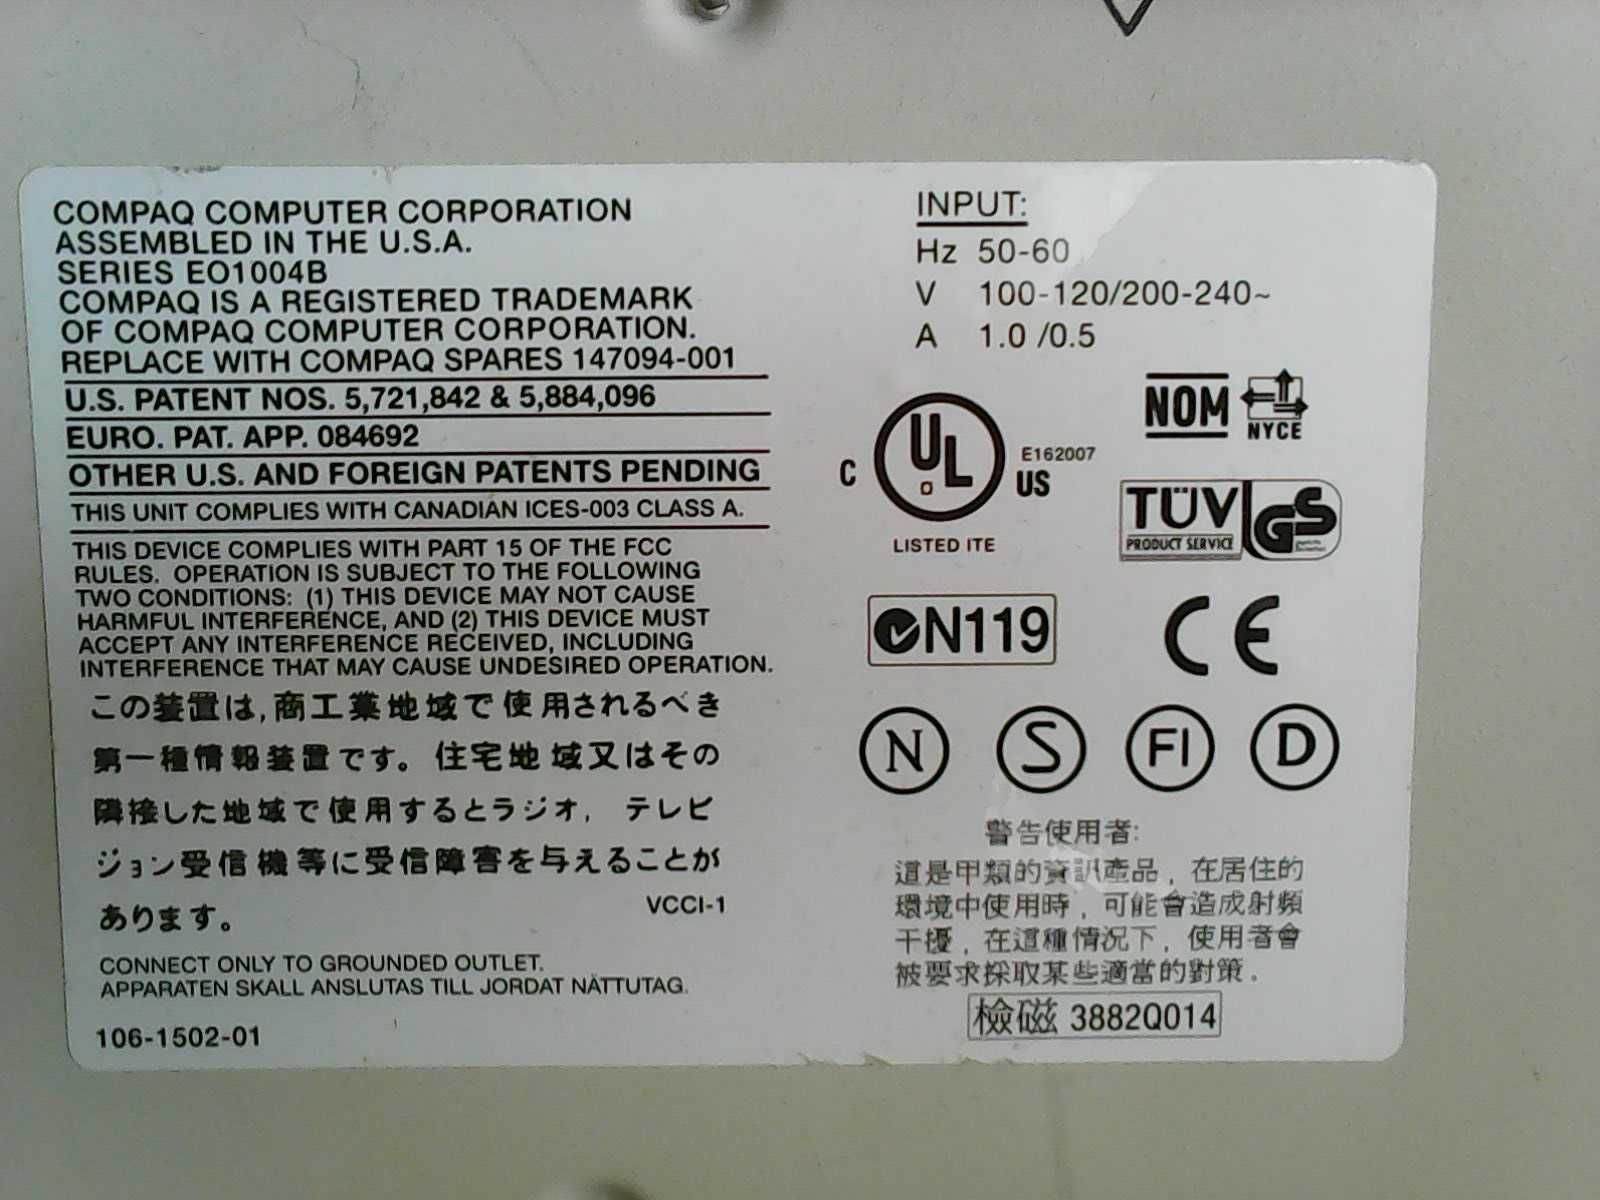 COMPAQ COMPUTER CORPORATION
ASSEMBLED IN THE U.S.A.
SERIES EO1004B
COMPAQ IS A REGISTERED TRADEMARK
OF COMPAQ COMPUTER CORPORATION.
REPLACE WITH COMPAQ SPARES 147094-001
U.S. PATENT NOS. 5,721,842 & 5,884,096
EURO. PAT. APP. 084692
OTHER U.S. AND FOREIGN PATENTS PENDING
THIS UNIT COMPLIES WITH CANADIAN ICES-003 CLASS A.
THIS DEVICE COMPLIES WITH PART 15 OF THE FCC
RULES. OPERATION IS SUBJECT TO THE FOLLOWING
TWO CONDITIONS: (1) THIS DEVICE MAY NOT CAUSE
HARMFUL INTERFERENCE, AND (2) THIS DEVICE MUST
ACCEPT ANY INTERFERENCE RECEIVED, INCLUDING
INTERFERENCE THAT MAY CAUSE UNDESIRED OPERATION.
この装置は,商工業地域で使用されるべき
第一種情報装置です。住宅地域又はその
隣接した地域で使用するとラジオ, テレビ
ジョン受信機等に受信障害を与えることが
あります。
VCCI-1
CONNECT ONLY TO GROUNDED OUTLET.
APPARATEN SKALL ANSLUTAS TILL JORDAT NÄTTUTAG.
106-1502-01
INPUT:
Hz 50-60
V 100-120/200-240~
A 1.0 /0.5
C UL US E162007
LISTED ITE
NOM NYCE
TÜV GS
PRODUCT SERVICE
N119
CE
N S FI D
警告使用者:
這是甲類的資訊產品，在居住的
環境中使用時，可能會造成射頻
干擾，在這種情況下，使用者會
被要求採取某些適當的對策.
檢磁 3882Q014